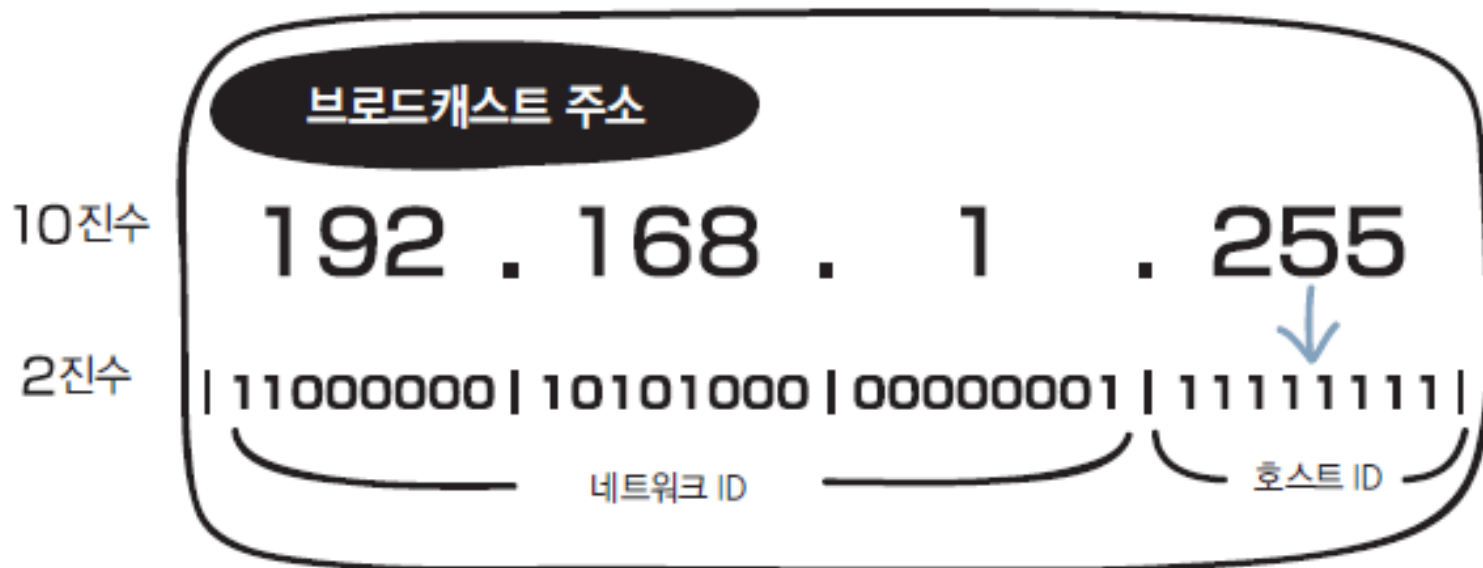 브로드캐스트 주소
10진수 192 . 168 . 1 . 255
2진수 | 11000000 | 10101000 | 00000001 | 11111111 |
네트워크 ID 호스트 ID